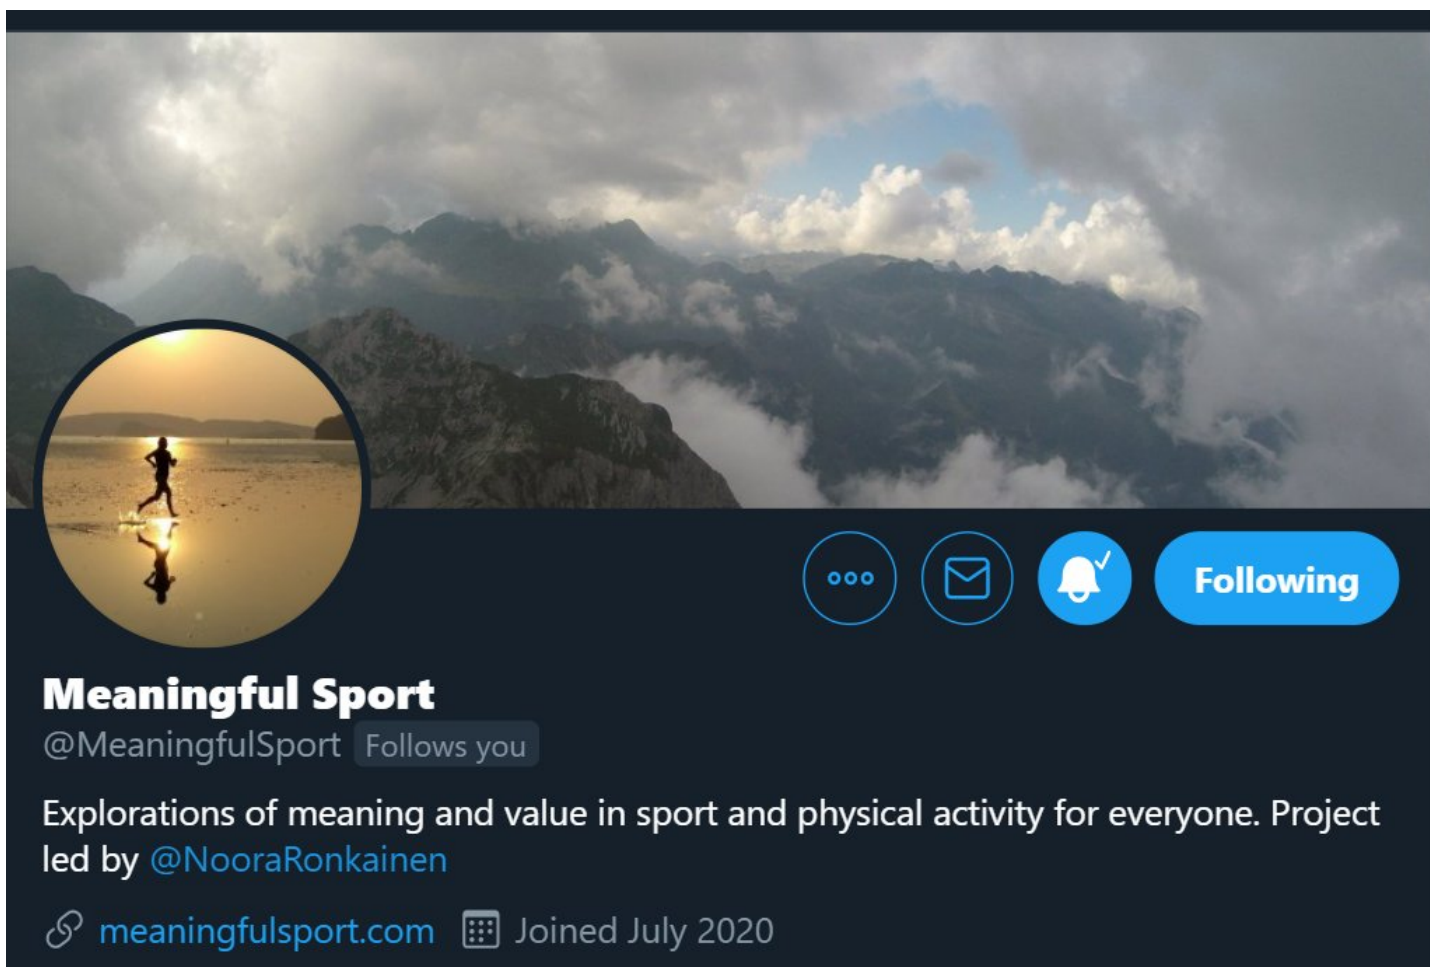 Following
Meaningful Sport
@MeaningfulSport Follows you
Explorations of meaning and value in sport and physical activity for everyone. Project
led by @NooraRonkainen
meaningfulsport.com Joined July 2020